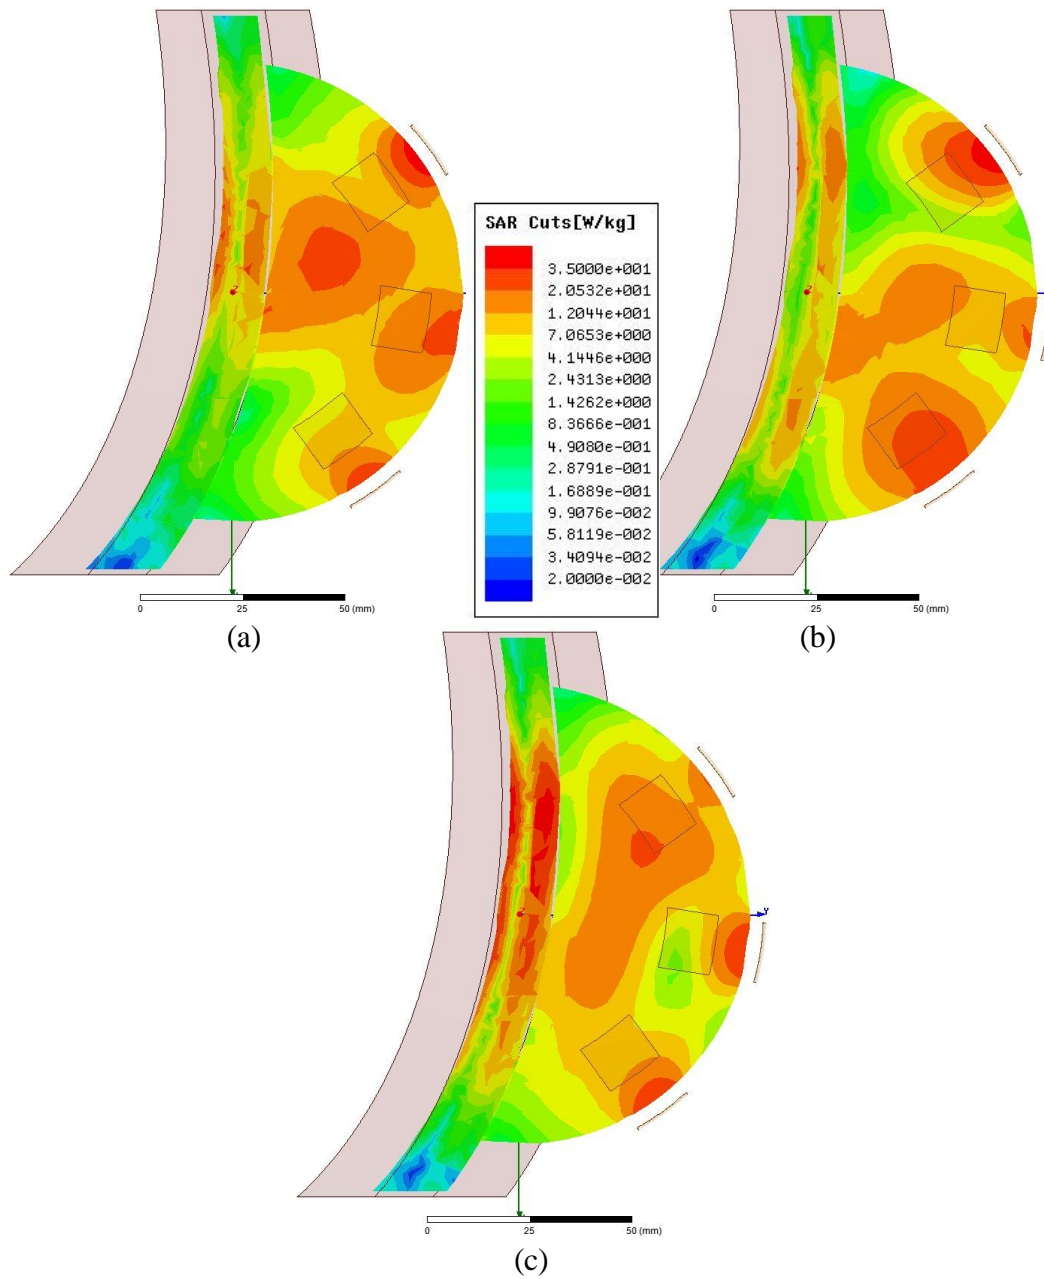 SAR Cuts[W/kg]
3.5000e+001
2.0532e+001
1.2044e+001
7.0653e+000
4.1446e+000
2.4313e+000
1.4262e+000
8.3666e-001
4.9080e-001
2.8791e-001
1.6889e-001
9.9076e-002
5.8119e-002
3.4094e-002
2.0000e-002
0 25 50 (mm)
0 25 50 (mm)
(a) (b)
0 25 50 (mm)
(c)